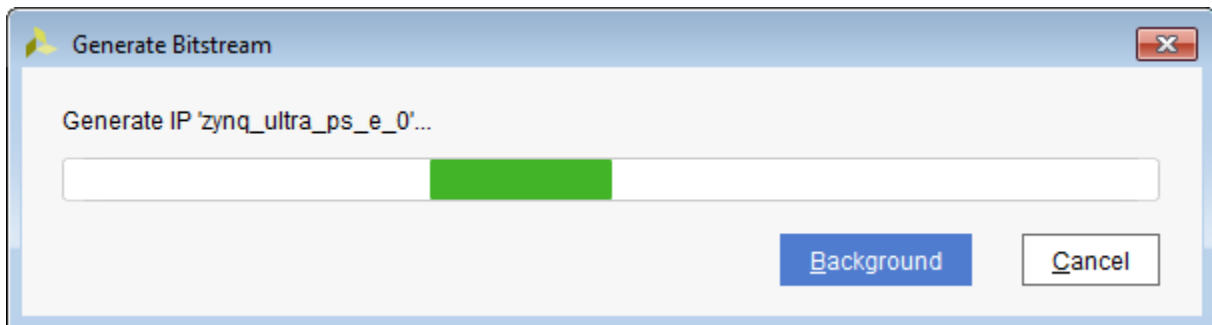 Generate Bitstream
Generate IP 'zynq_ultra_ps_e_0'...
Background
Cancel